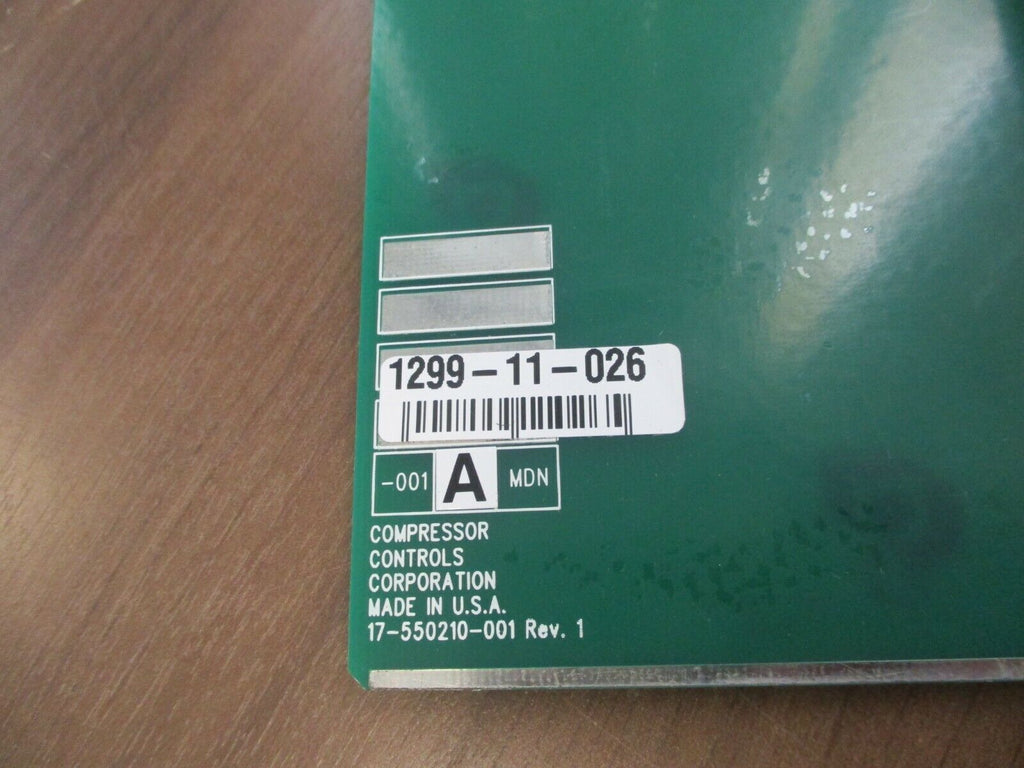 1299-11-026
-001 A MDN
COMPRESSOR
CONTROLS
CORPORATION
MADE IN U.S.A.
17-550210-001 Rev. 1